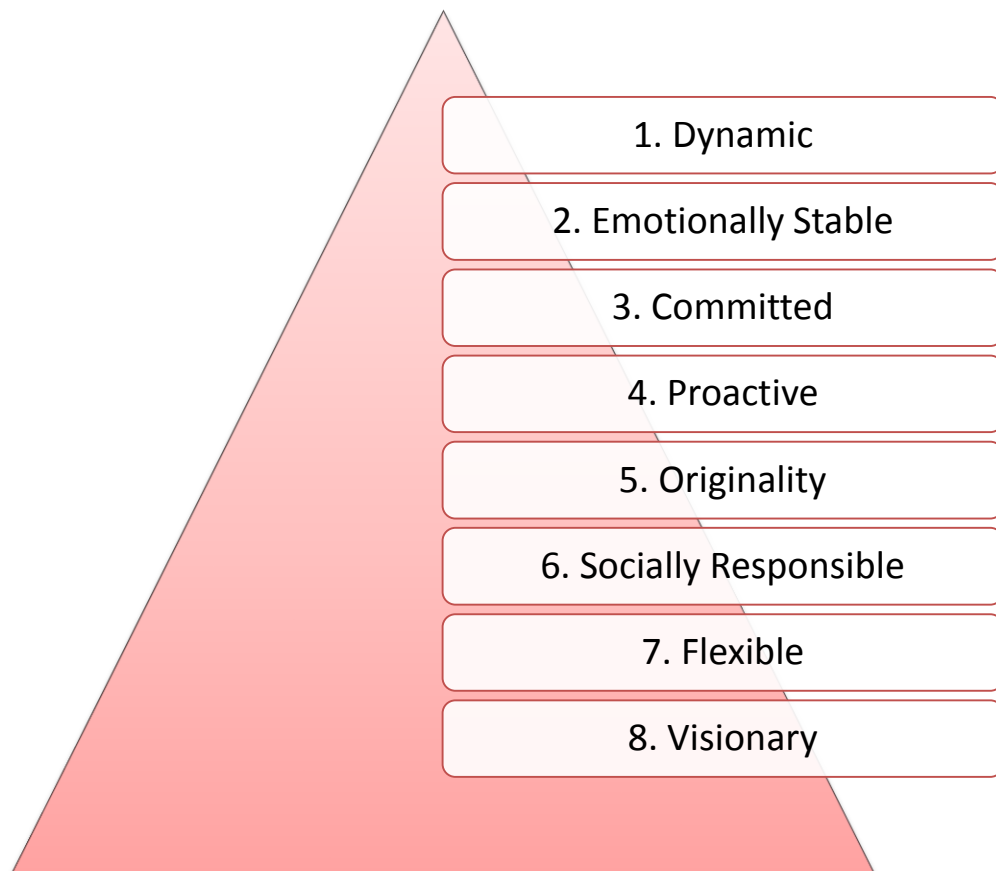 1. Dynamic
2. Emotionally Stable
3. Committed
4. Proactive
5. Originality
6. Socially Responsible
7. Flexible
8. Visionary